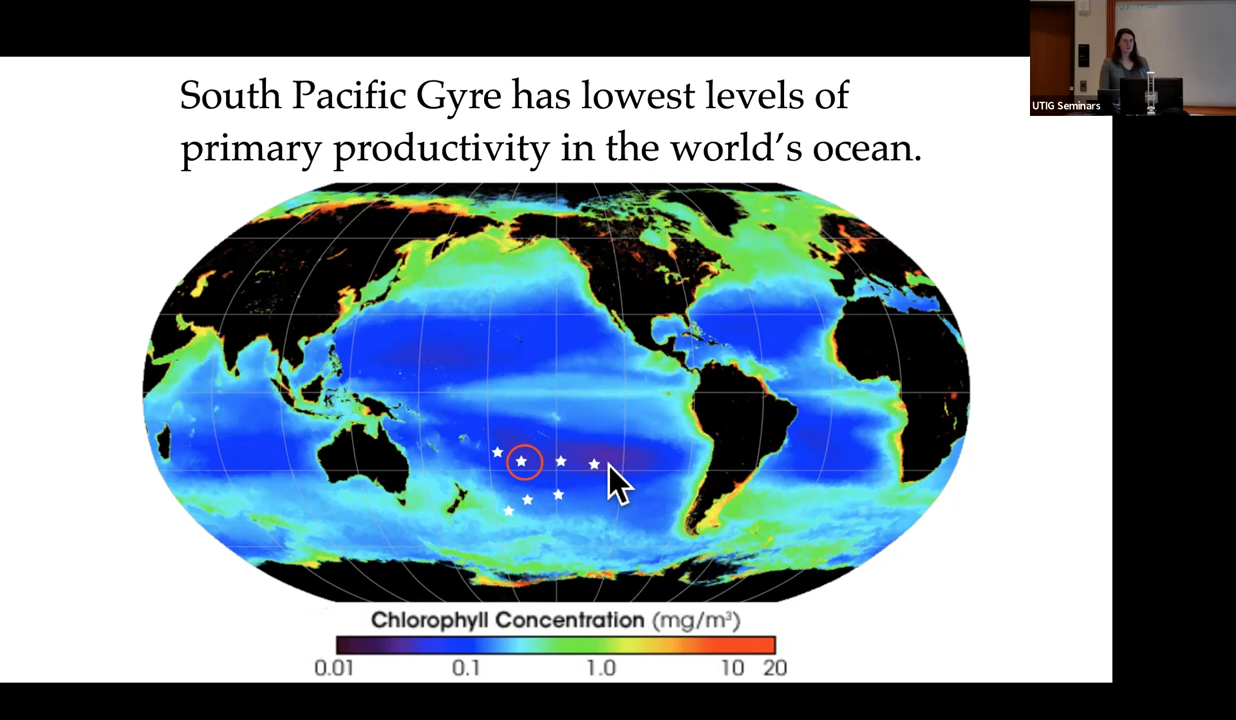 South Pacific Gyre has lowest levels of
primary productivity in the world's ocean.
UTIG Seminars
Chlorophyll Concentration (mg/m³)
0.01 0.1 1.0 10 20